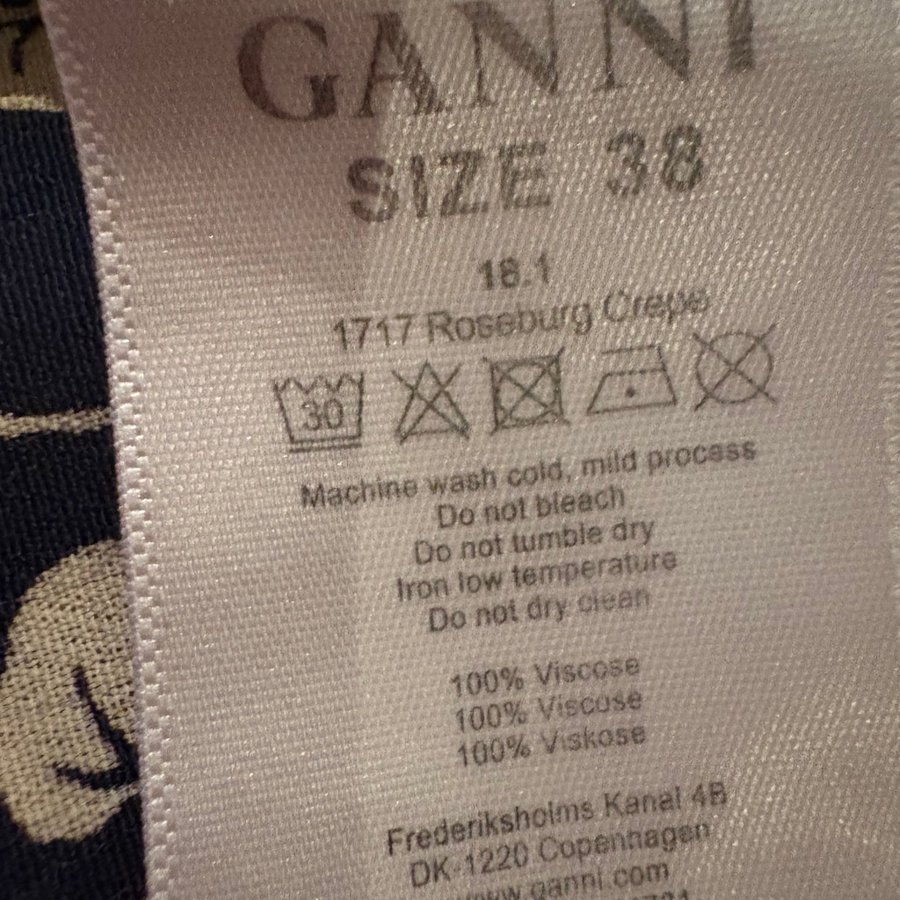 GANNI
SIZE 38
18.1
1717 Roseburg Crepe
30
Machine wash cold, mild process
Do not bleach
Do not tumble dry
Iron low temperature
Do not dry clean
100% Viscose
100% Viscose
100% Viskose
Frederiksholms Kanal 4B
DK-1220 Copenhagen
www.ganni.com